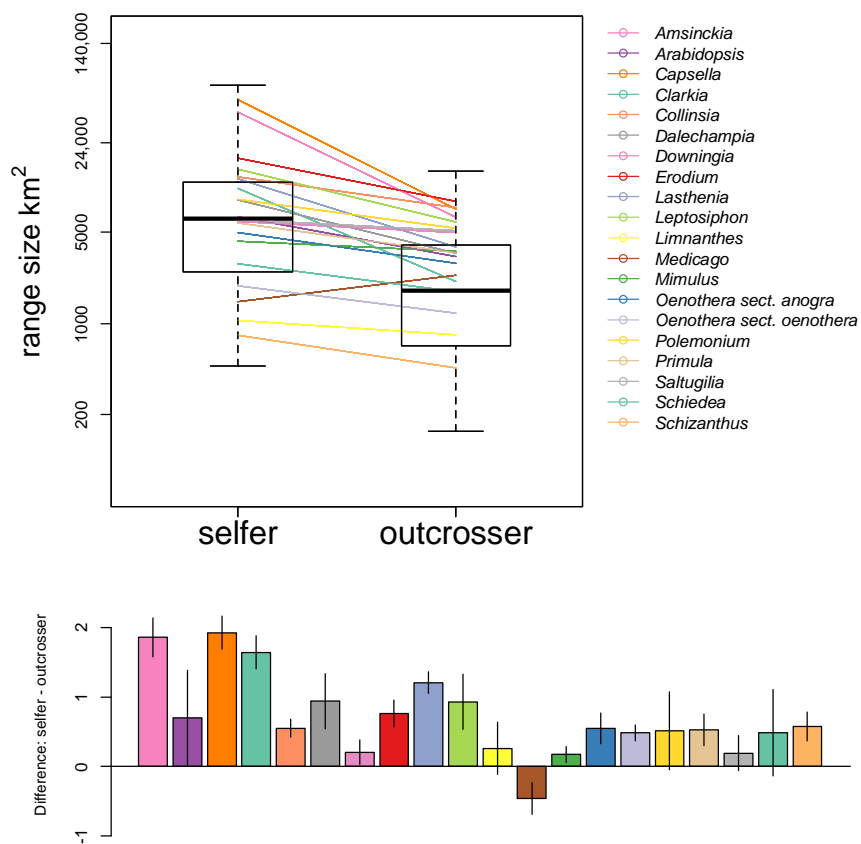 range size km²
140,000
24,000
6000
1000
200
selfer
outcrosser
Amsinckia
Arabidopsis
Capsella
Clarkia
Collinsia
Dalechampia
Downingia
Erodium
Lasthenia
Leptosiphon
Limnanthes
Medicago
Mimulus
Oenothera sect. anogra
Oenothera sect. oenothera
Polemonium
Primula
Saltugilia
Schiedea
Schizanthus
Difference: selfer - outcrosser
2
1
0
-1